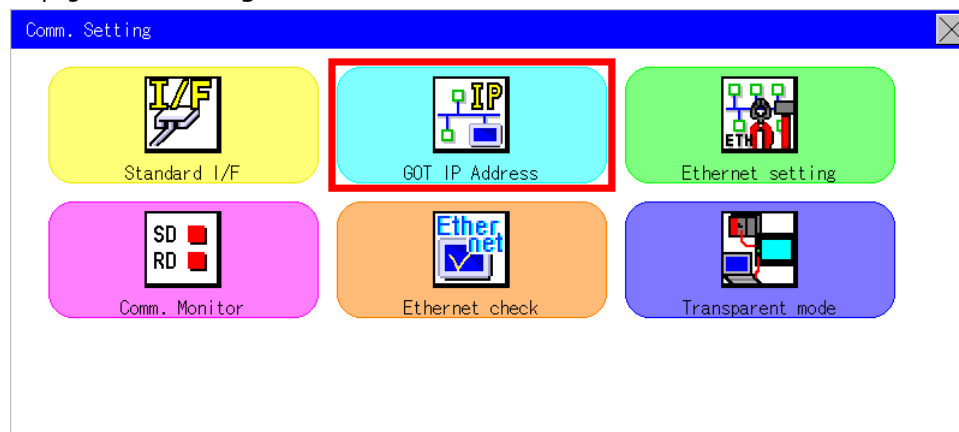 Comm. Setting
I/F
Standard I/F
IP
GOT IP Address
ETH
Ethernet setting
SD
RD
Comm. Monitor
Ether
net
Ethernet check
Transparent mode